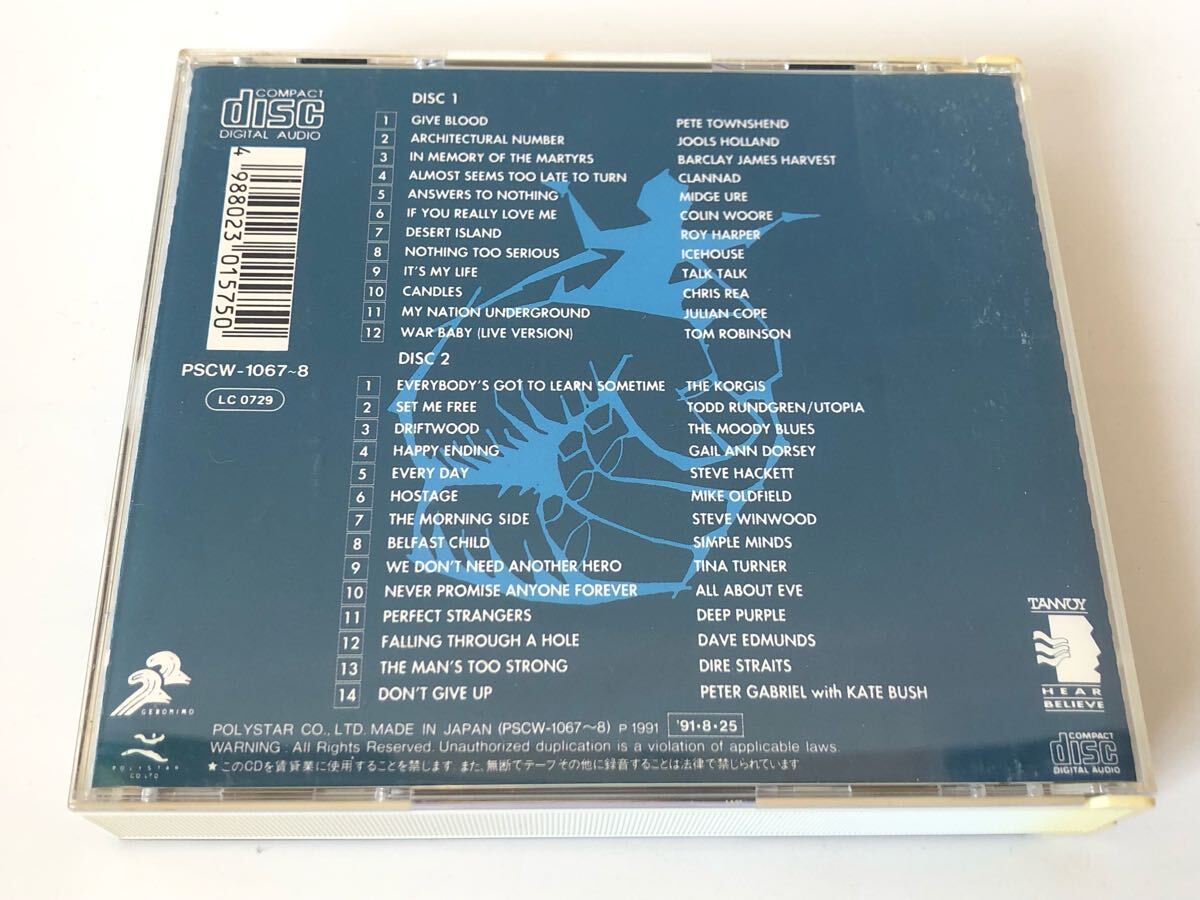 COMPACT
disc
DIGITAL AUDIO
4 988023 015750
PSCW-1067~8
LC 0729
DISC 1
1 GIVE BLOOD PETE TOWNSHEND
2 ARCHITECTURAL NUMBER JOOLS HOLLAND
3 IN MEMORY OF THE MARTYRS BARCLAY JAMES HARVEST
4 ALMOST SEEMS TOO LATE TO TURN CLANNAD
5 ANSWERS TO NOTHING MIDGE URE
6 IF YOU REALLY LOVE ME COLIN WOORE
7 DESERT ISLAND ROY HARPER
8 NOTHING TOO SERIOUS ICEHOUSE
9 IT'S MY LIFE TALK TALK
10 CANDLES CHRIS REA
11 MY NATION UNDERGROUND JULIAN COPE
12 WAR BABY (LIVE VERSION) TOM ROBINSON
DISC 2
1 EVERYBODY'S GOT TO LEARN SOMETIME THE KORGIS
2 SET ME FREE TODD RUNDGREN/UTOPIA
3 DRIFTWOOD THE MOODY BLUES
4 HAPPY ENDING GAIL ANN DORSEY
5 EVERY DAY STEVE HACKETT
6 HOSTAGE MIKE OLDFIELD
7 THE MORNING SIDE STEVE WINWOOD
8 BELFAST CHILD SIMPLE MINDS
9 WE DON'T NEED ANOTHER HERO TINA TURNER
10 NEVER PROMISE ANYONE FOREVER ALL ABOUT EVE
11 PERFECT STRANGERS DEEP PURPLE
12 FALLING THROUGH A HOLE DAVE EDMUNDS
13 THE MAN'S TOO STRONG DIRE STRAITS
14 DON'T GIVE UP PETER GABRIEL with KATE BUSH
GERONIMO
POLYSTAR
CO.LTD
POLYSTAR CO., LTD. MADE IN JAPAN (PSCW-1067~8) P 1991 '91・8・25
WARNING : All Rights Reserved. Unauthorized duplication is a violation of applicable laws.
★このCDを賃貸業に使用することを禁じます。また、無断でテープその他に録音することは法律で禁じられています
TANNOY
HEAR
BELIEVE
COMPACT
disc
DIGITAL AUDIO